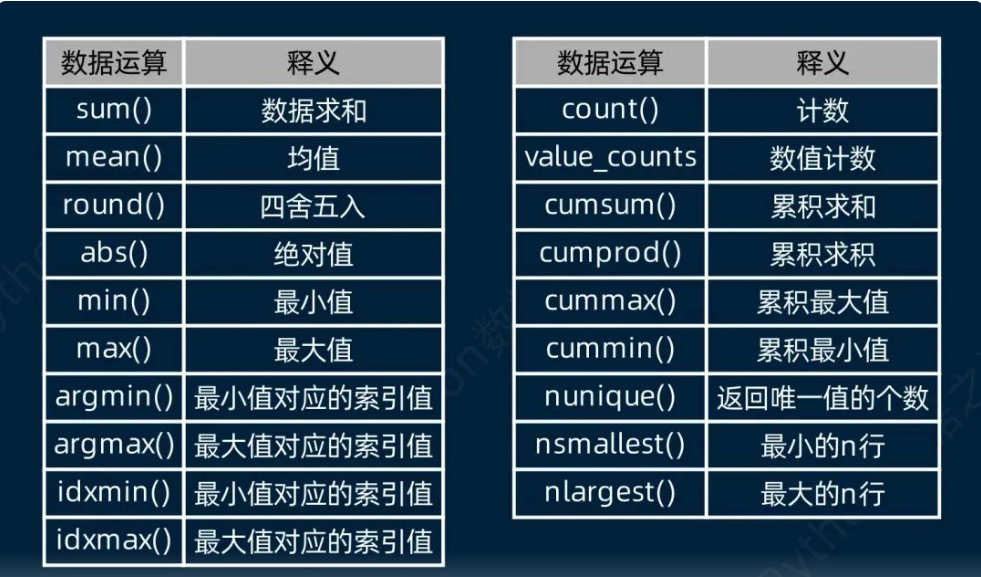 数据运算 释义
sum() 数据求和
mean() 均值
round() 四舍五入
abs() 绝对值
min() 最小值
max() 最大值
argmin() 最小值对应的索引值
argmax() 最大值对应的索引值
idxmin() 最小值对应的索引值
idxmax() 最大值对应的索引值
数据运算 释义
count() 计数
value_counts 数值计数
cumsum() 累积求和
cumprod() 累积求积
cummax() 累积最大值
cummin() 累积最小值
nunique() 返回唯一值的个数
nsmallest() 最小的n行
nlargest() 最大的n行